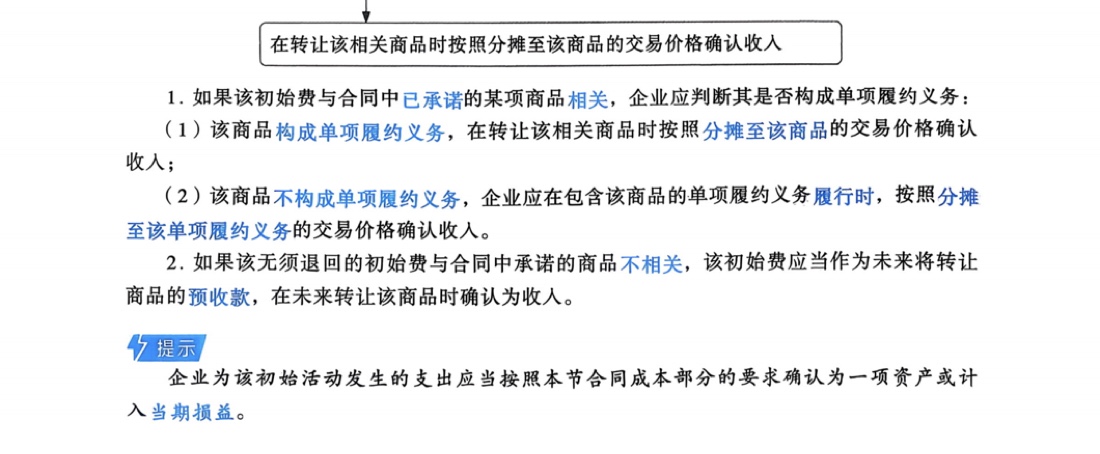 在转让该相关商品时按照分摊至该商品的交易价格确认收入
1. 如果该初始费与合同中已承诺的某项商品相关，企业应判断其是否构成单项履约义务：
（1）该商品构成单项履约义务，在转让该相关商品时按照分摊至该商品的交易价格确认
收入；
（2）该商品不构成单项履约义务，企业应在包含该商品的单项履约义务履行时，按照分摊
至该单项履约义务的交易价格确认收入。
2. 如果该无须退回的初始费与合同中承诺的商品不相关，该初始费应当作为未来将转让
商品的预收款，在未来转让该商品时确认为收入。
提示
企业为该初始活动发生的支出应当按照本节合同成本部分的要求确认为一项资产或计
入当期损益。